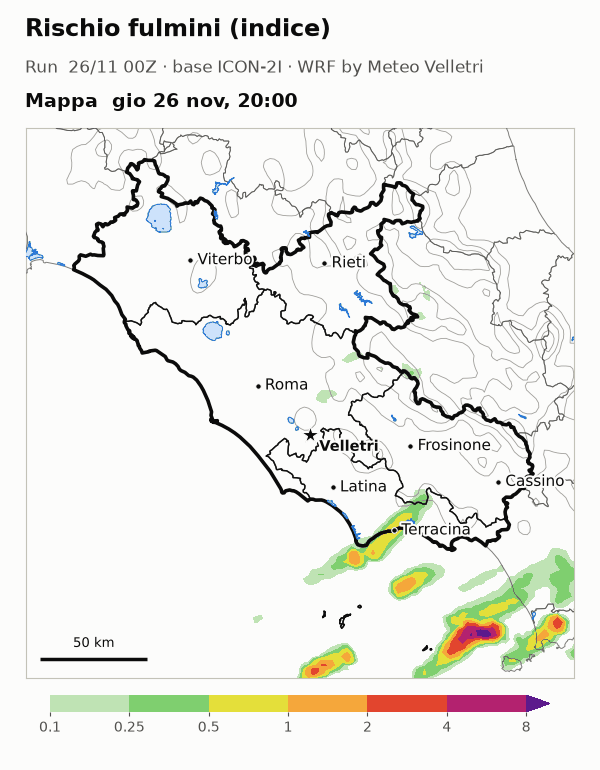 Rischio fulmini (indice)
Run  26/11 00Z · base ICON-2I · WRF by Meteo Velletri
Mappa  gio 26 nov, 20:00
Viterbo
Rieti
Roma
Velletri
Frosinone
Cassino
Latina
Terracina
50 km
0.1 0.25 0.5 1 2 4 8